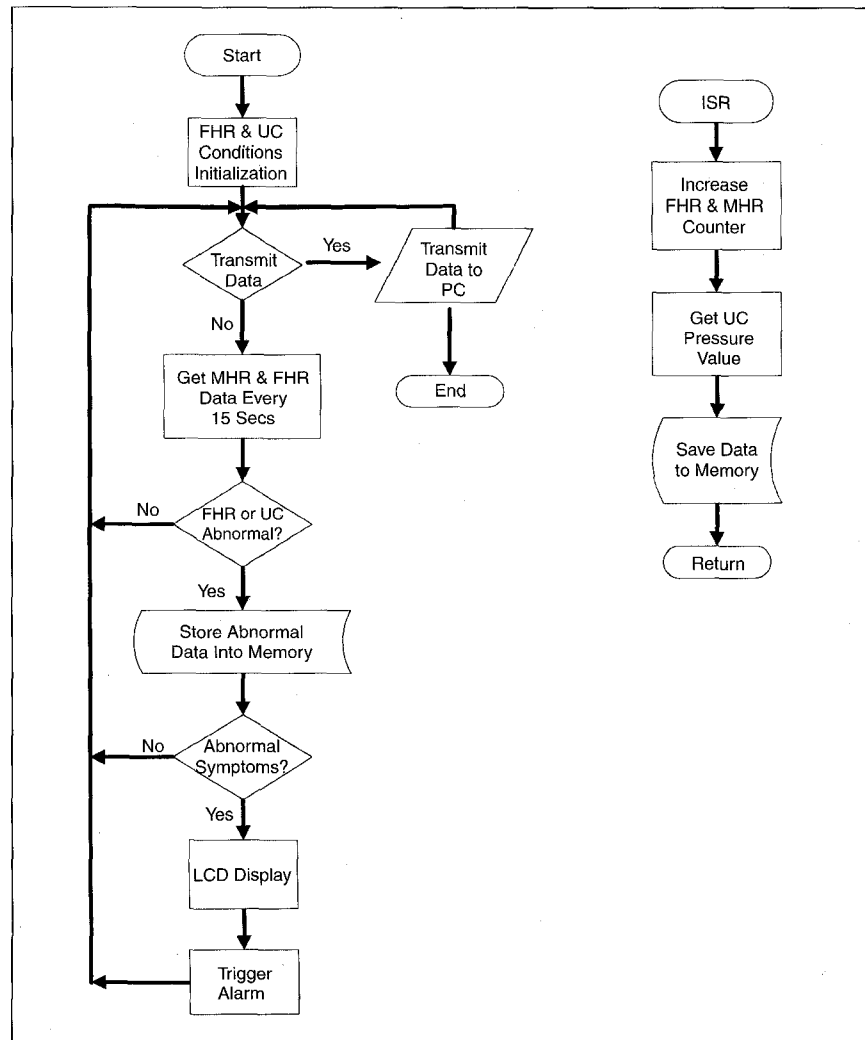 Start
FHR & UC
Conditions
Initialization
Transmit
Data
Yes
Transmit
Data to
PC
End
No
Get MHR & FHR
Data Every
15 Secs
FHR or UC
Abnormal?
No
Yes
Store Abnormal
Data Into Memory
Abnormal
Symptoms?
No
Yes
LCD Display
Trigger
Alarm
ISR
Increase
FHR & MHR
Counter
Get UC
Pressure
Value
Save Data
to Memory
Return